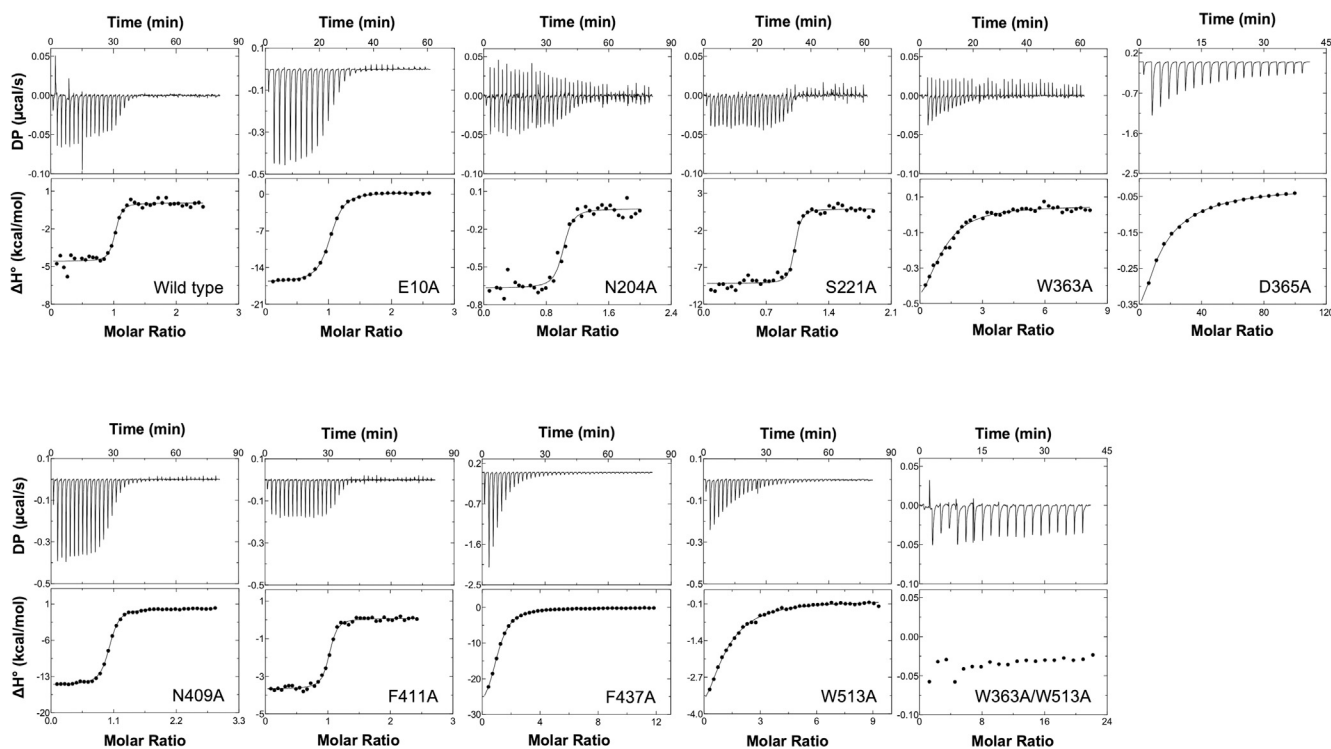 Time (min) Time (min) Time (min) Time (min) Time (min) Time (min)
0 30 60 90 0 20 40 60 0 20 40 60 80 0 20 40 60 0 20 40 60 0 15 30 45
DP (µcal/s)
0.05 0.00 -0.05 -0.10
0.1 -0.1 -0.3 -0.5
0.05 0.00 -0.05 -0.10
0.05 0.00 -0.05 -0.10
0.05 0.00 -0.05 -0.10
0.2 -0.7 -1.6 -2.5
ΔH° (kcal/mol)
1 -2 -5 -8
Wild type
0 -7 -14 -21
E10A
0.1 -0.2 -0.5 -0.8
N204A
3 -2 -7 -12
S221A
0.1 -0.1 -0.3 -0.5
W363A
-0.05 -0.15 -0.25 -0.35
D365A
0 1 2 3 0 1 2 3 0.0 0.8 1.6 2.4 0.0 0.7 1.4 2.1 0 3 6 9 0 40 80 120
Molar Ratio Molar Ratio Molar Ratio Molar Ratio Molar Ratio Molar Ratio
Time (min) Time (min) Time (min) Time (min) Time (min)
0 30 60 90 0 30 60 90 0 30 60 90 0 30 60 90 0 15 30 45
DP (µcal/s)
0.1 -0.1 -0.3 -0.5
0.1 -0.1 -0.3 -0.5
0.2 -0.7 -1.6 -2.5
0.1 -0.1 -0.3 -0.5
0.05 0.00 -0.05 -0.10
ΔH° (kcal/mol)
1 -6 -13 -20
N409A
1 -1 -3 -5
F411A
0 -10 -20 -30
F437A
-0.1 -1.4 -2.7 -4.0
W513A
0.05 0.00 -0.05 -0.10
W363A/W513A
0.0 1.1 2.2 3.3 0 1 2 3 0 4 8 12 0 3 6 9 0 8 16 24
Molar Ratio Molar Ratio Molar Ratio Molar Ratio Molar Ratio